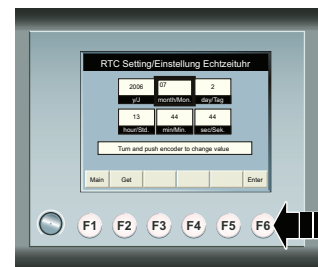 RTC Setting/Einstellung Echtzeituhr
2006 07 2
y/J month/Mon. day/Tag
13 44 44
hour/Std. min/Min. sec/Sek.
Turn and push encoder to change value
Main Get Enter
F1 F2 F3 F4 F5 F6